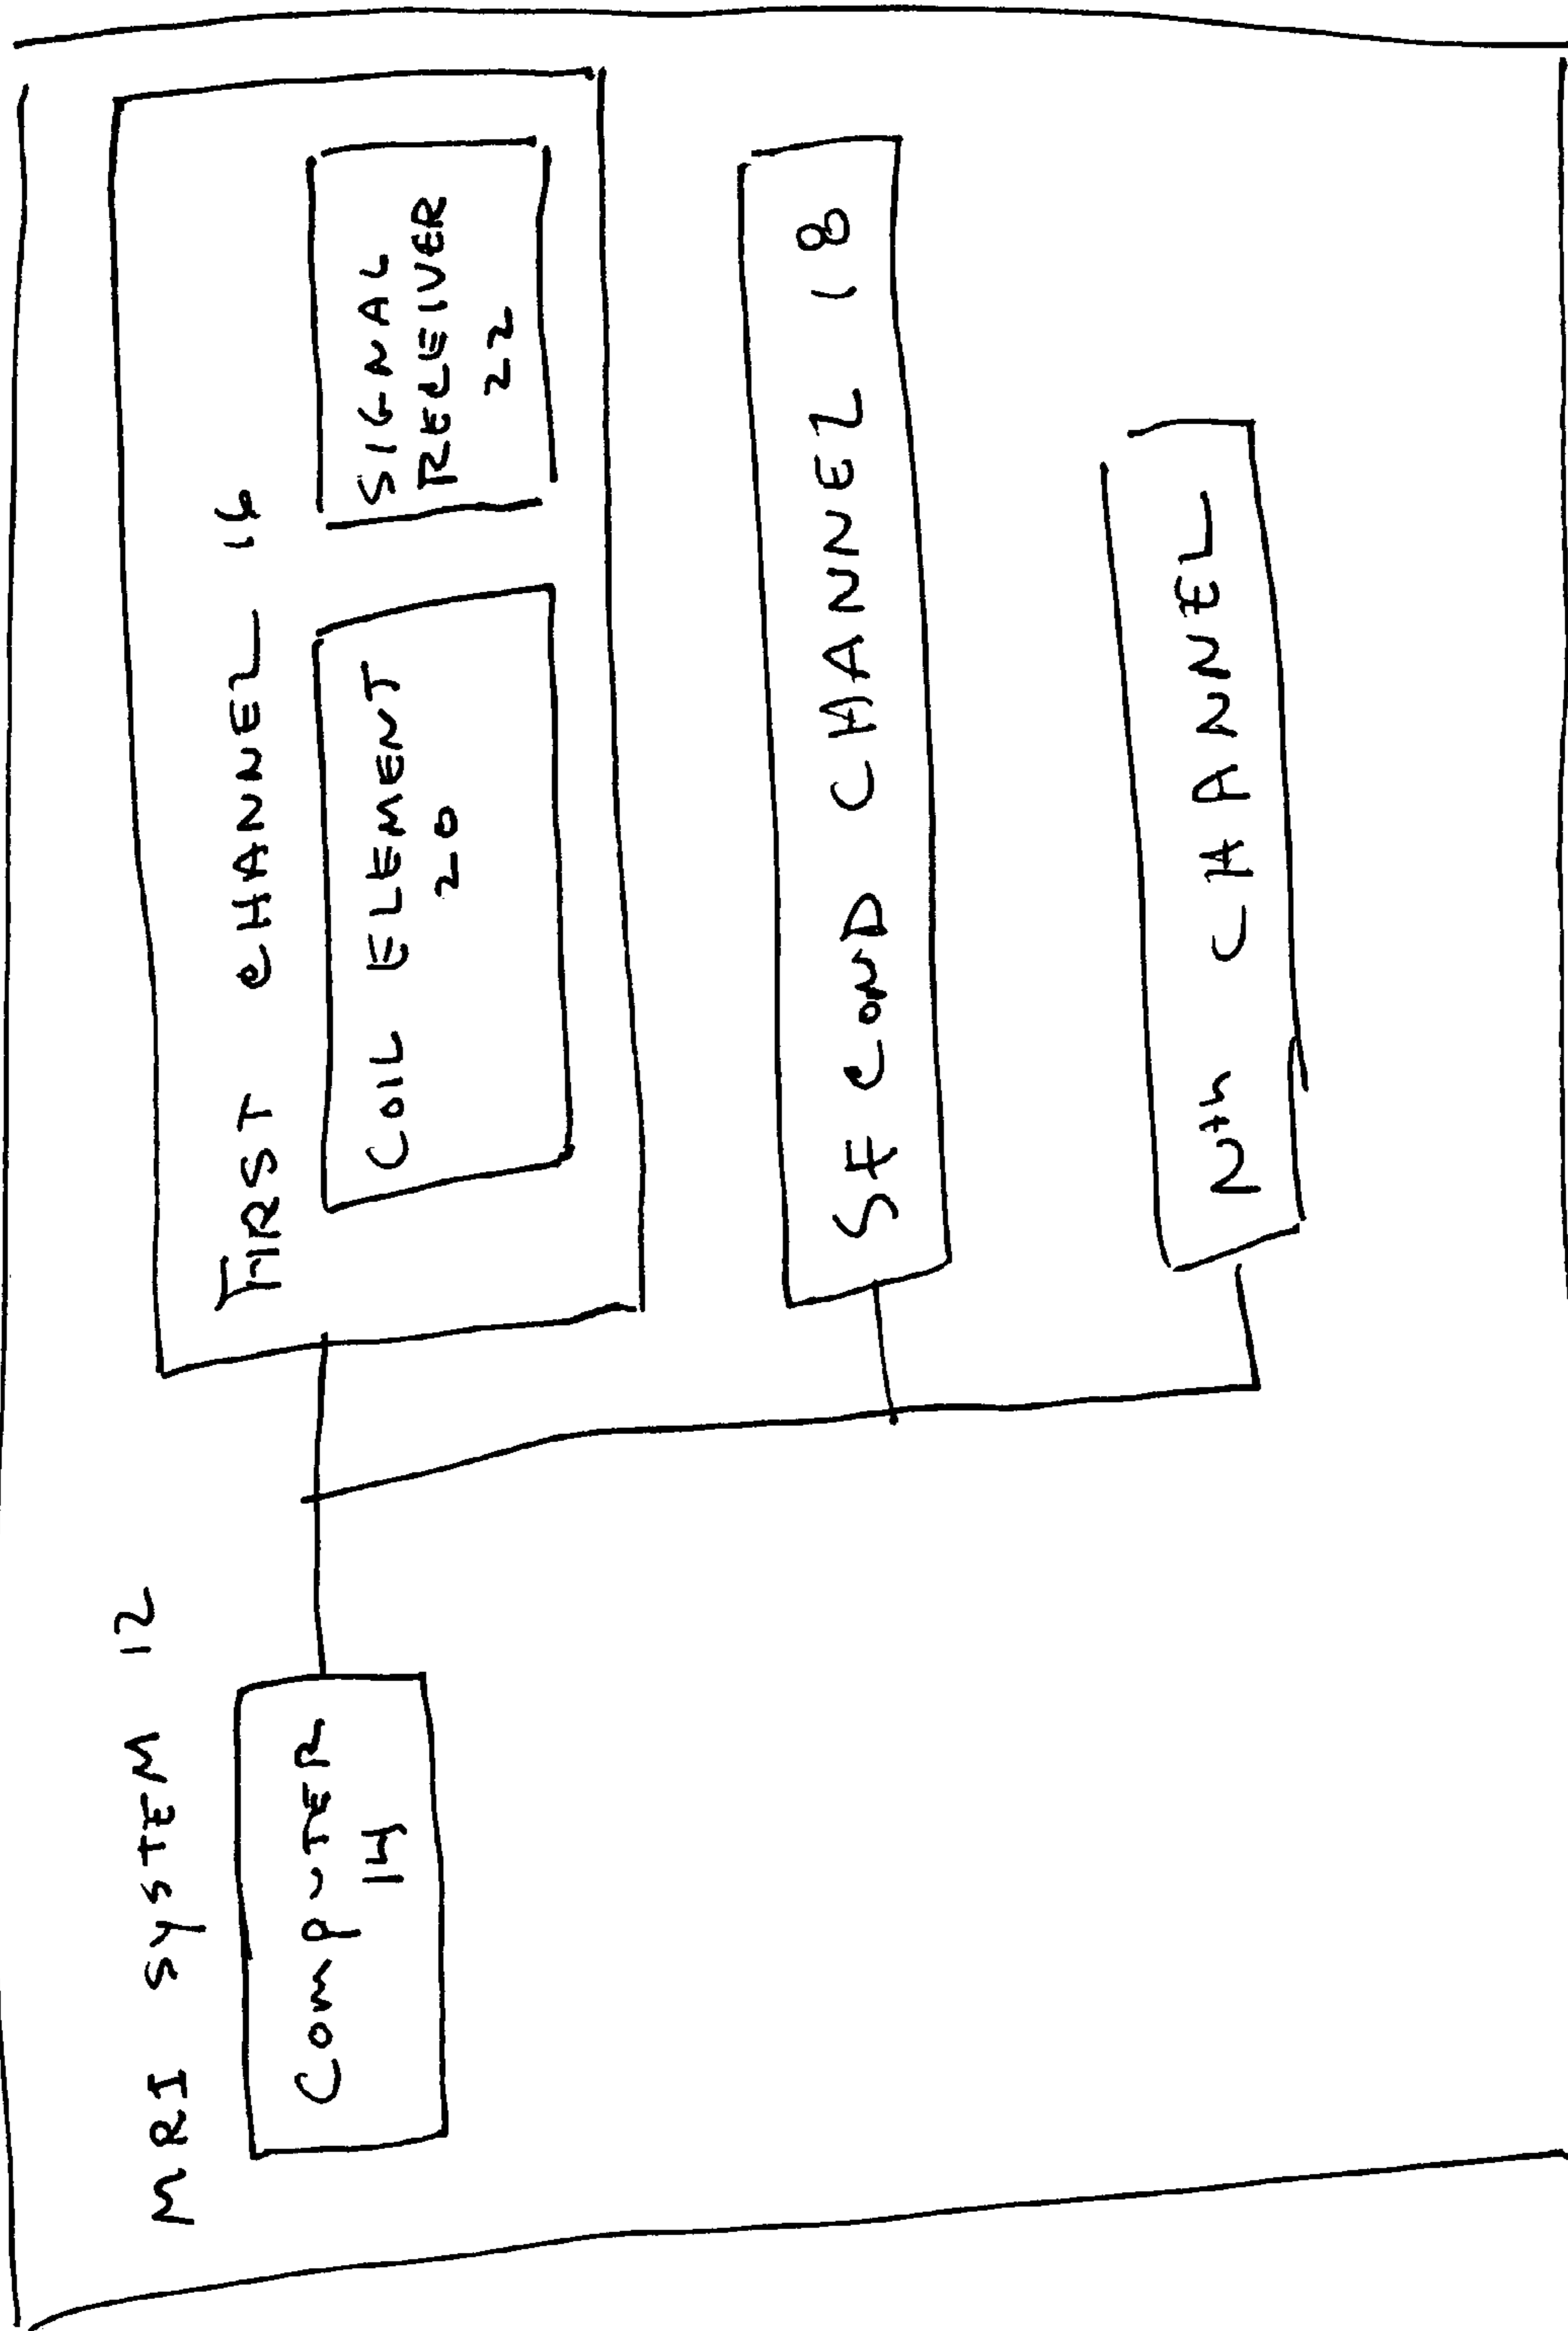 MRI SYSTEM 12
COMPUTER
14
FIRST CHANNEL 16
COIL ELEMENT
20
SIGNAL
RECEIVER
22
SECOND CHANNEL 18
Nth CHANNEL